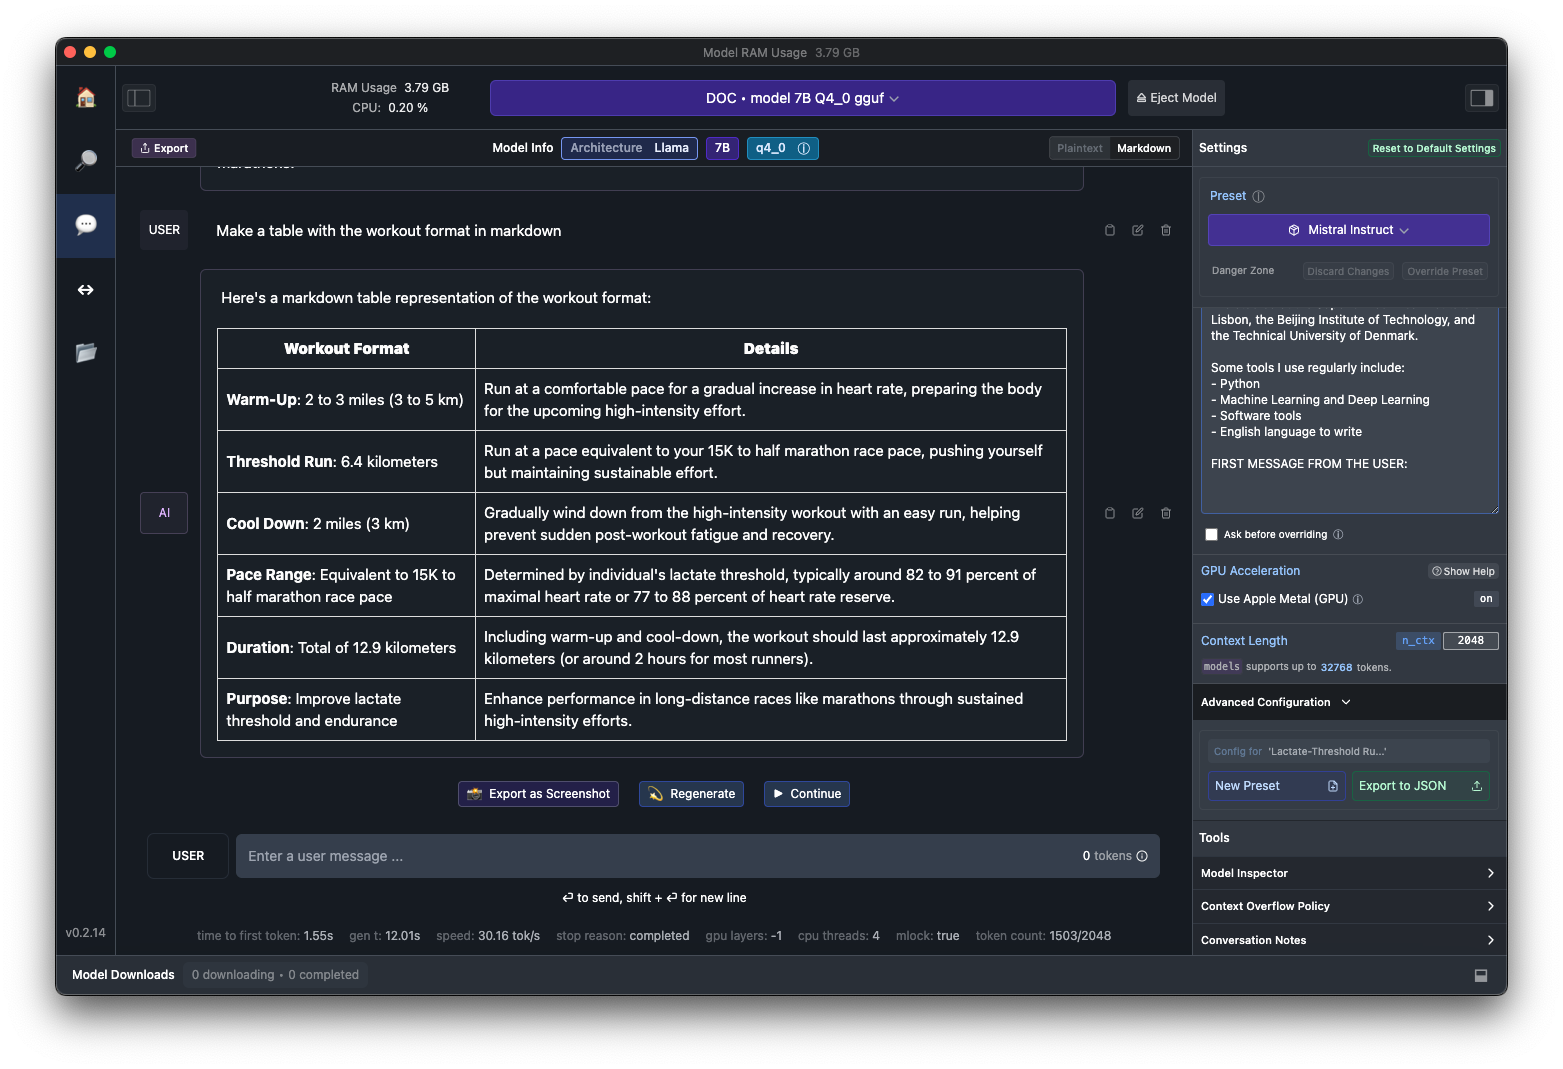 Model RAM Usage 3.79 GB
RAM Usage 3.79 GB
CPU: 0.20 %
DOC • model 7B Q4_0 gguf
Eject Model
Export
Model Info
Architecture Llama
7B
q4_0
Plaintext
Markdown
USER
Make a table with the workout format in markdown
AI
Here's a markdown table representation of the workout format:
Workout Format
Details
Warm-Up: 2 to 3 miles (3 to 5 km)
Run at a comfortable pace for a gradual increase in heart rate, preparing the body
for the upcoming high-intensity effort.
Threshold Run: 6.4 kilometers
Run at a pace equivalent to your 15K to half marathon race pace, pushing yourself
but maintaining sustainable effort.
Cool Down: 2 miles (3 km)
Gradually wind down from the high-intensity workout with an easy run, helping
prevent sudden post-workout fatigue and recovery.
Pace Range: Equivalent to 15K to
half marathon race pace
Determined by individual's lactate threshold, typically around 82 to 91 percent of
maximal heart rate or 77 to 88 percent of heart rate reserve.
Duration: Total of 12.9 kilometers
Including warm-up and cool-down, the workout should last approximately 12.9
kilometers (or around 2 hours for most runners).
Purpose: Improve lactate
threshold and endurance
Enhance performance in long-distance races like marathons through sustained
high-intensity efforts.
Export as Screenshot
Regenerate
Continue
USER
Enter a user message ...
0 tokens
↵ to send, shift + ↵ for new line
v0.2.14
time to first token: 1.55s gen t: 12.01s speed: 30.16 tok/s stop reason: completed gpu layers: -1 cpu threads: 4 mlock: true token count: 1503/2048
Model Downloads
0 downloading • 0 completed
Settings
Reset to Default Settings
Preset
Mistral Instruct
Danger Zone
Discard Changes
Override Preset
Lisbon, the Beijing Institute of Technology, and
the Technical University of Denmark.
Some tools I use regularly include:
- Python
- Machine Learning and Deep Learning
- Software tools
- English language to write
FIRST MESSAGE FROM THE USER:
Ask before overriding
GPU Acceleration
Show Help
Use Apple Metal (GPU)
on
Context Length
n_ctx
2048
models supports up to 32768 tokens.
Advanced Configuration
Config for 'Lactate-Threshold Ru...'
New Preset
Export to JSON
Tools
Model Inspector
Context Overflow Policy
Conversation Notes